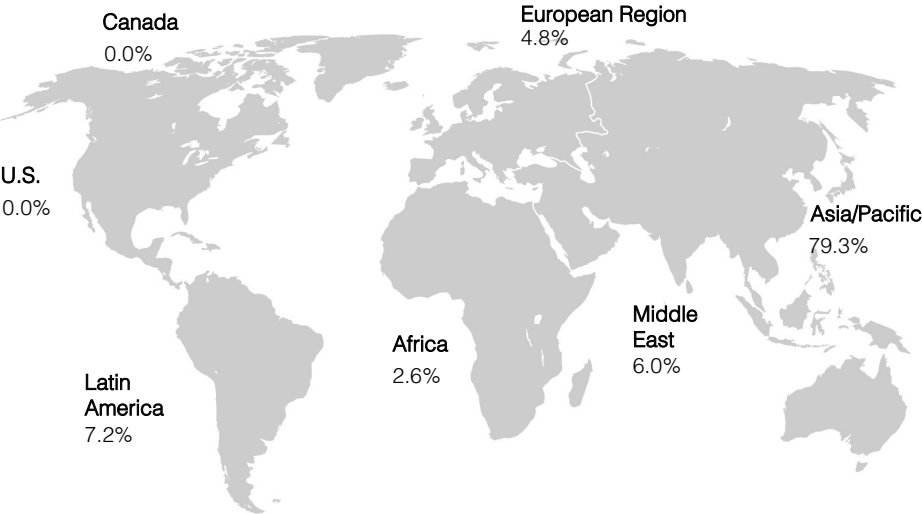 European Region
4.8%
Canada
0.0%
U.S.
0.0%
Asia/Pacific
79.3%
Middle
East
6.0%
Africa
2.6%
Latin
America
7.2%